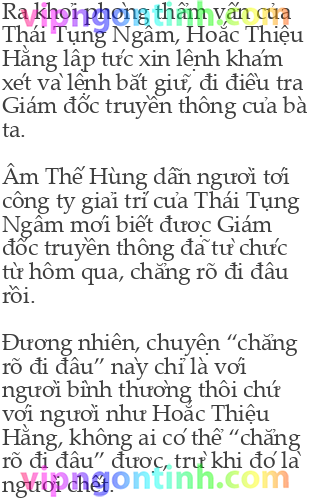 vipngontinh.com
Ra khỏi phòng thẩm vấn của
Thái Tụng Ngâm, Hoắc Thiệu
Hằng lập tức xin lệnh khám
xét và lệnh bắt giữ, đi điều tra
Giám đốc truyền thông của bà
ta.
Âm Thế Hùng dẫn người tới
công ty giải trí của Thái Tụng
Ngâm mới biết được Giám
đốc truyền thông đã từ chức
từ hôm qua, chẳng rõ đi đâu
rồi.
Đương nhiên, chuyện “chẳng
rõ đi đâu” này chỉ là với
người bình thường thôi chứ
với người như Hoắc Thiệu
Hằng, không ai có thể “chẳng
rõ đi đâu” được, trừ khi đó là
người chết.
vipngontinh.com